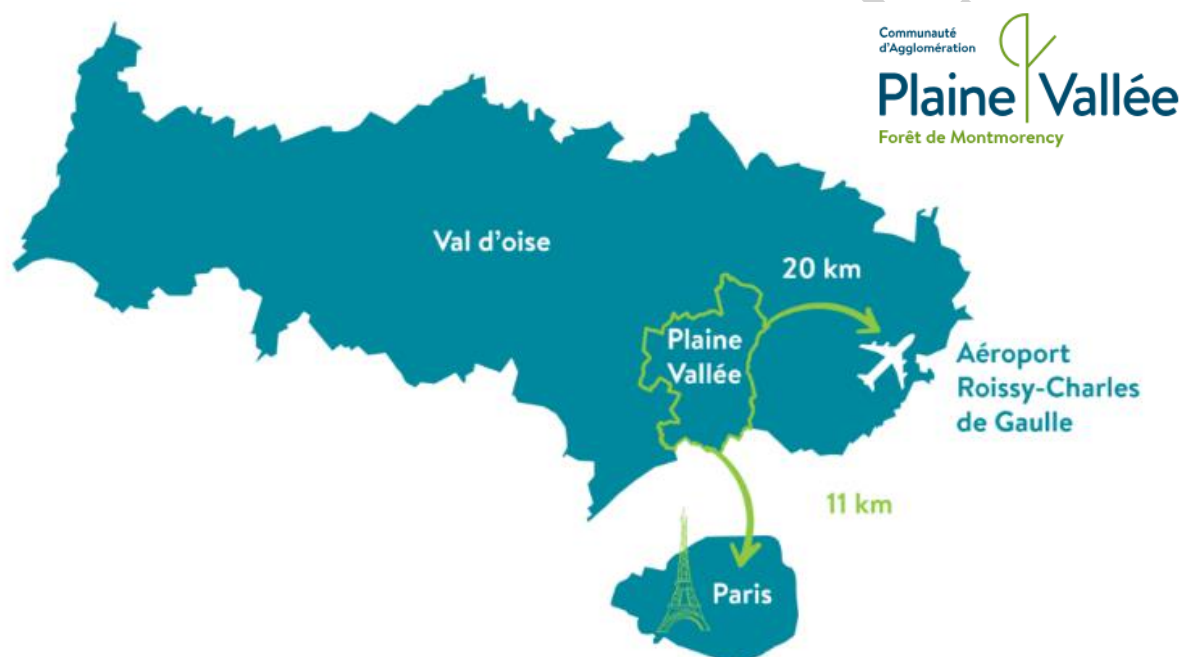 Communauté
d'Agglomération
Plaine Vallée
Forêt de Montmorency
Val d'oise
20 km
Plaine
Vallée
Aéroport
Roissy-Charles
de Gaulle
11 km
Paris